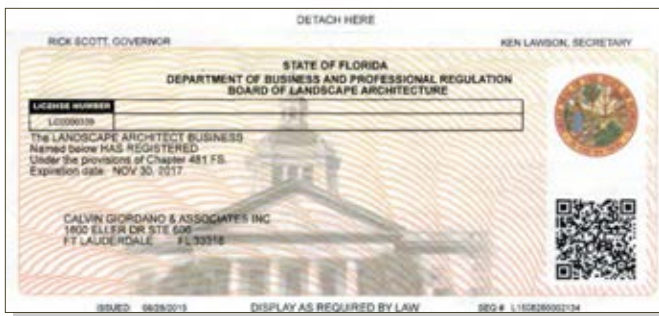 DETACH HERE
RICK SCOTT, GOVERNOR KEN LAWSON, SECRETARY
STATE OF FLORIDA
DEPARTMENT OF BUSINESS AND PROFESSIONAL REGULATION
BOARD OF LANDSCAPE ARCHITECTURE
LICENSE NUMBER
The LANDSCAPE ARCHITECT BUSINESS
Named below HAS REGISTERED
Under the provisions of Chapter 481 FS.
Expiration date: NOV 30, 2017
CALVIN GIORDANO & ASSOCIATES INC
1800 ELLER DR STE 600
FT LAUDERDALE FL 33316
ISSUED: DISPLAY AS REQUIRED BY LAW SEQ #